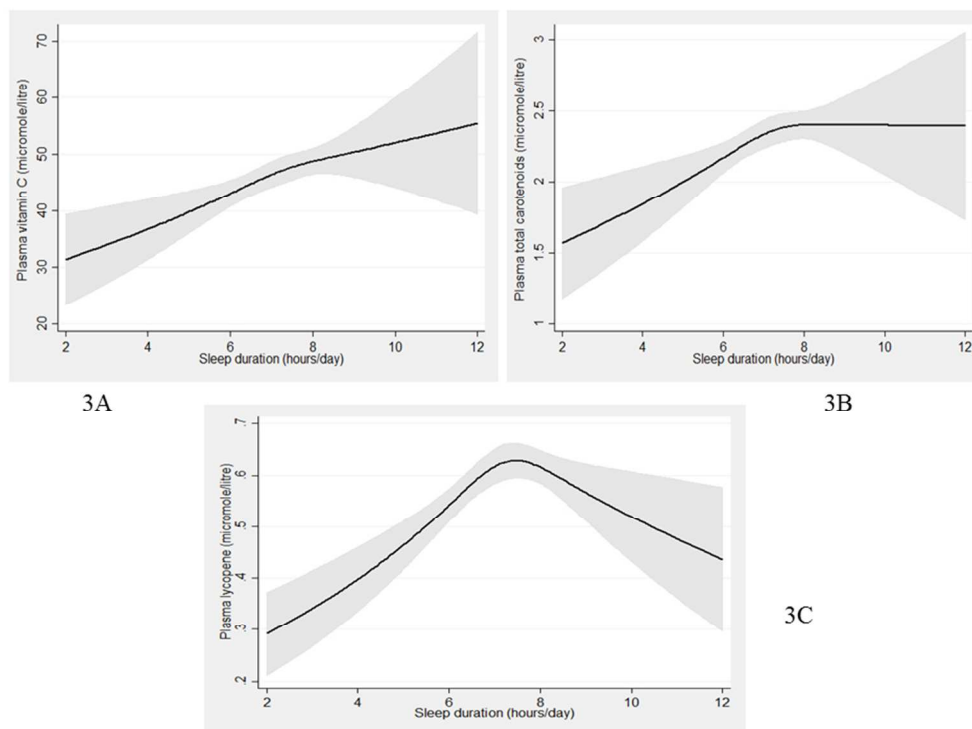 Plasma vitamin C (micromole/litre)
70
60
50
40
30
20
2 4 6 8 10 12
Sleep duration (hours/day)
3A
Plasma total carotenoids (micromole/litre)
3
2.5
2
1.5
1
2 4 6 8 10 12
Sleep duration (hours/day)
3B
Plasma lycopene (micromole/litre)
.7
.6
.5
.4
.3
.2
2 4 6 8 10 12
Sleep duration (hours/day)
3C